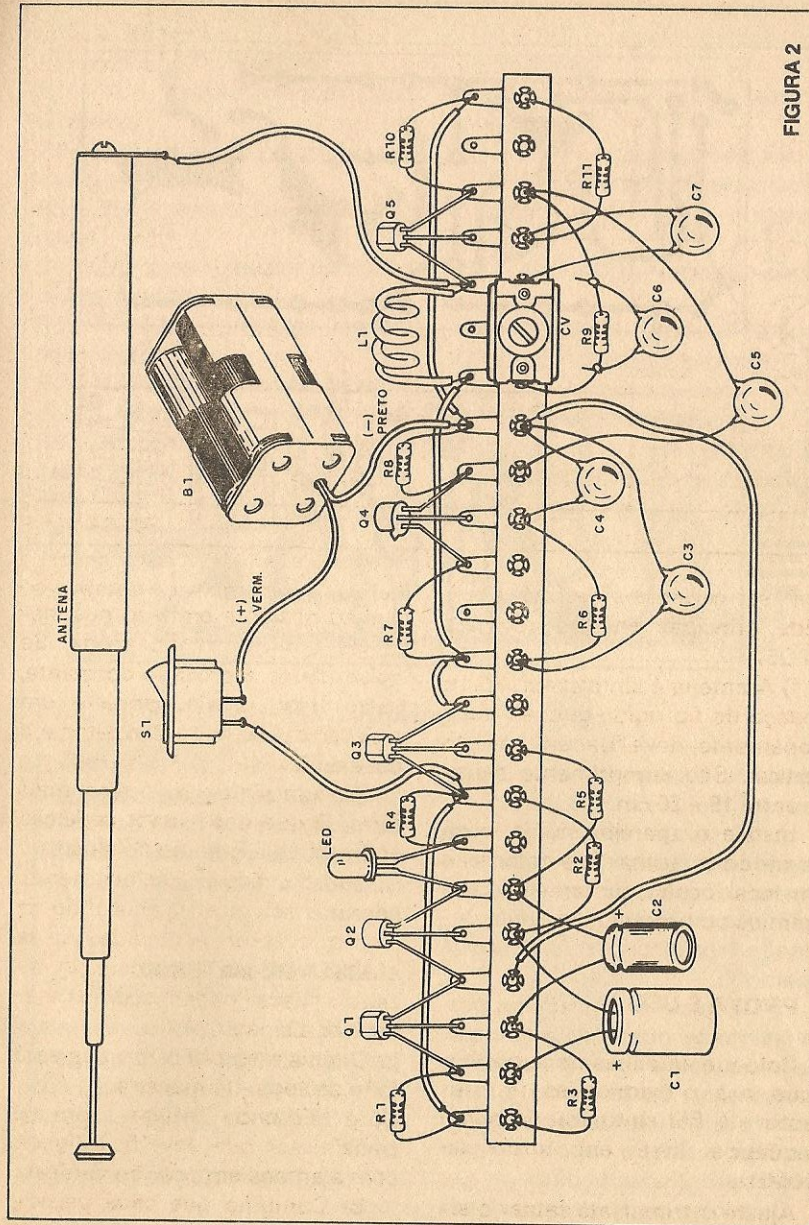 ANTENA
S1
(+)
VERM.
B1
(-)
PRETO
L1
R1
Q1
Q2
LED
R4
Q3
R7
Q4
R8
Q5
R10
CV
R3
R2
R5
R6
R9
R11
+
C1
+
C2
C3
C4
C5
C6
C7
FIGURA 2